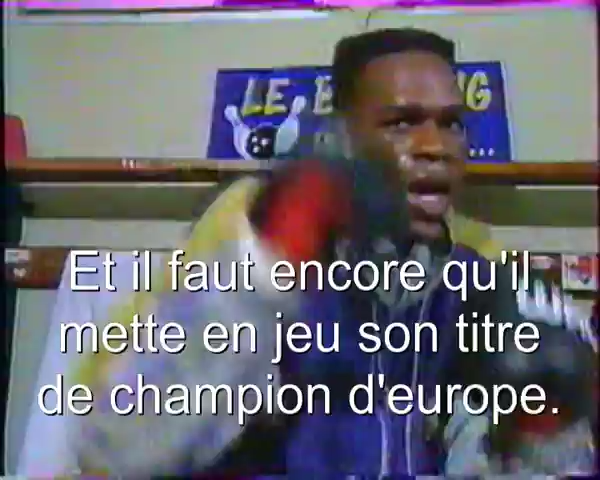 LE B
G
...
Et il faut encore qu'il
mette en jeu son titre
de champion d'europe.